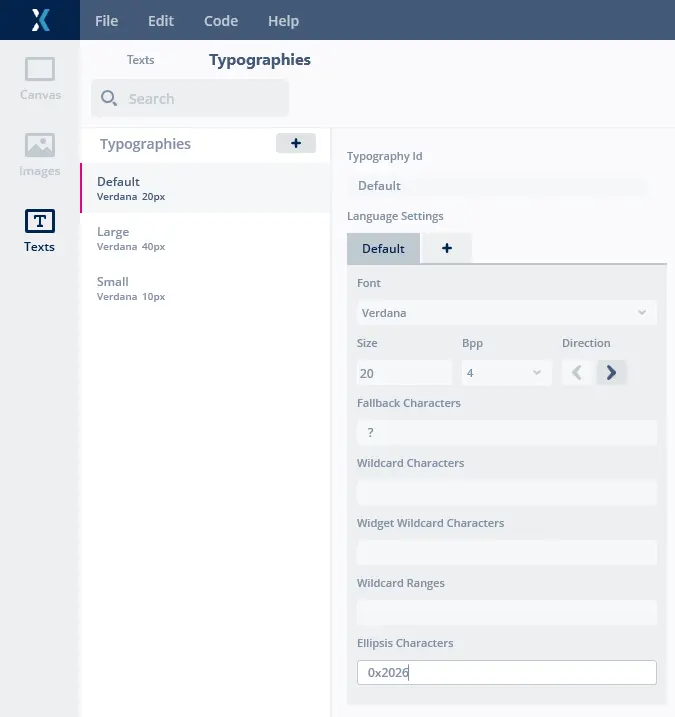 File Edit Code Help
Texts Typographies
Search
Canvas
Images
Texts
Typographies +
Default
Verdana 20px
Large
Verdana 40px
Small
Verdana 10px
Typography Id
Default
Language Settings
Default +
Font
Verdana
Size Bpp Direction
20 4
Fallback Characters
?
Wildcard Characters
Widget Wildcard Characters
Wildcard Ranges
Ellipsis Characters
0x2026